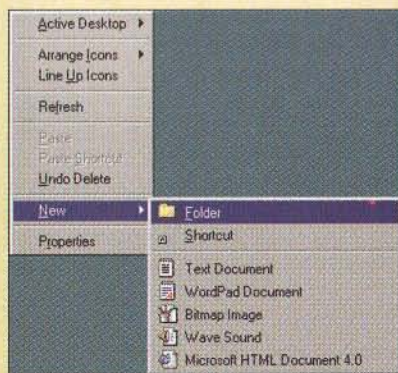 Active Desktop
Arrange Icons
Line Up Icons
Refresh
Paste
Paste Shortcut
Undo Delete
New
Properties
Folder
Shortcut
Text Document
WordPad Document
Bitmap Image
Wave Sound
Microsoft HTML Document 4.0